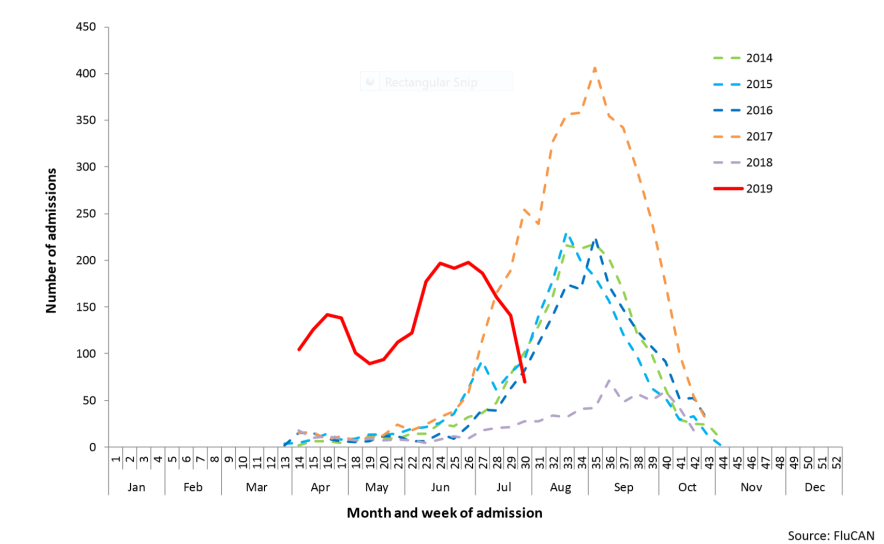 450
400
350
300
250
200
150
100
50
0
Number of admissions
Rectangular Snip
2014
2015
2016
2017
2018
2019
1 2 3 4 5 6 7 8 9 10 11 12 13 14 15 16 17 18 19 20 21 22 23 24 25 26 27 28 29 30 31 32 33 34 35 36 37 38 39 40 41 42 43 44 45 46 47 48 49 50 51 52
Jan Feb Mar Apr May Jun Jul Aug Sep Oct Nov Dec
Month and week of admission
Source: FluCAN